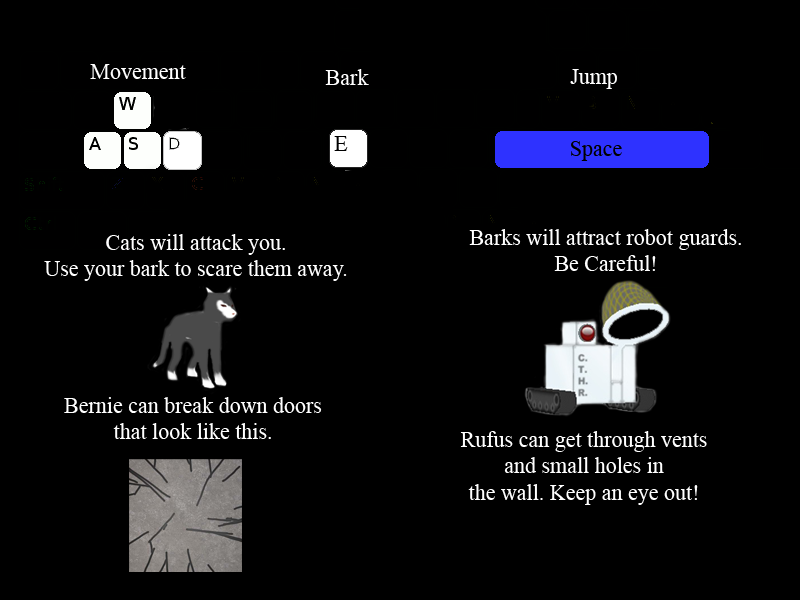 Movement
W
A S D
Bark
E
Jump
Space
Cats will attack you.
Use your bark to scare them away.
Barks will attract robot guards.
Be Careful!
C.
T.
H.
R.
Bernie can break down doors
that look like this.
Rufus can get through vents
and small holes in
the wall. Keep an eye out!